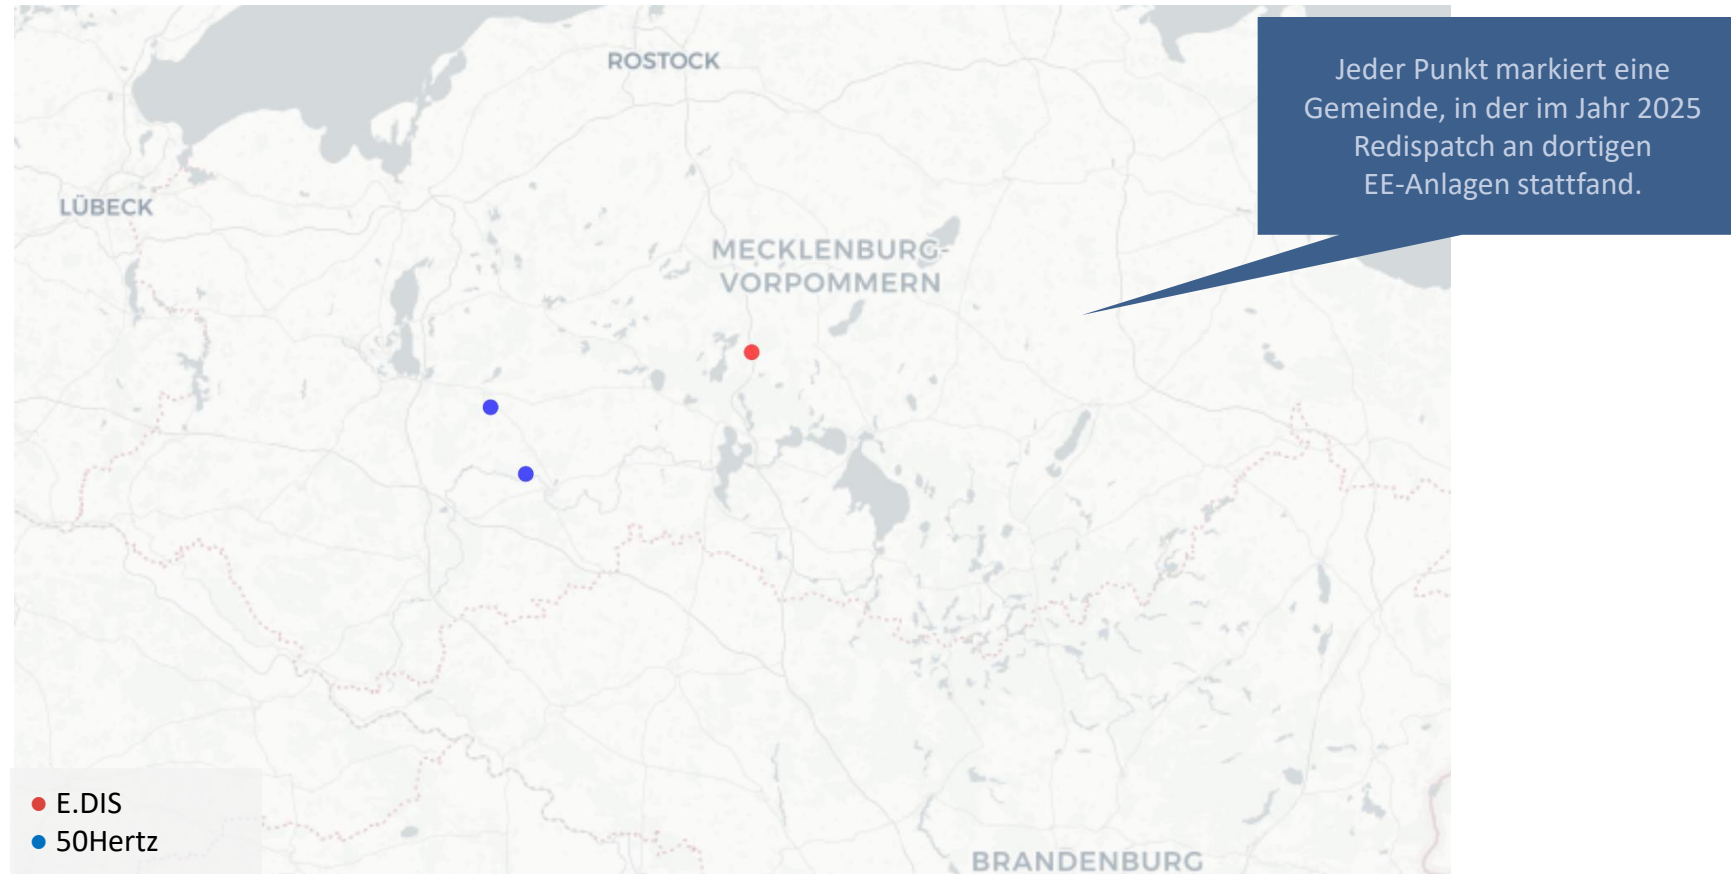 ROSTOCK
Jeder Punkt markiert eine
Gemeinde, in der im Jahr 2025
Redispatch an dortigen
EE-Anlagen stattfand.
LÜBECK
MECKLENBURG-
VORPOMMERN
E.DIS
50Hertz
BRANDENBURG